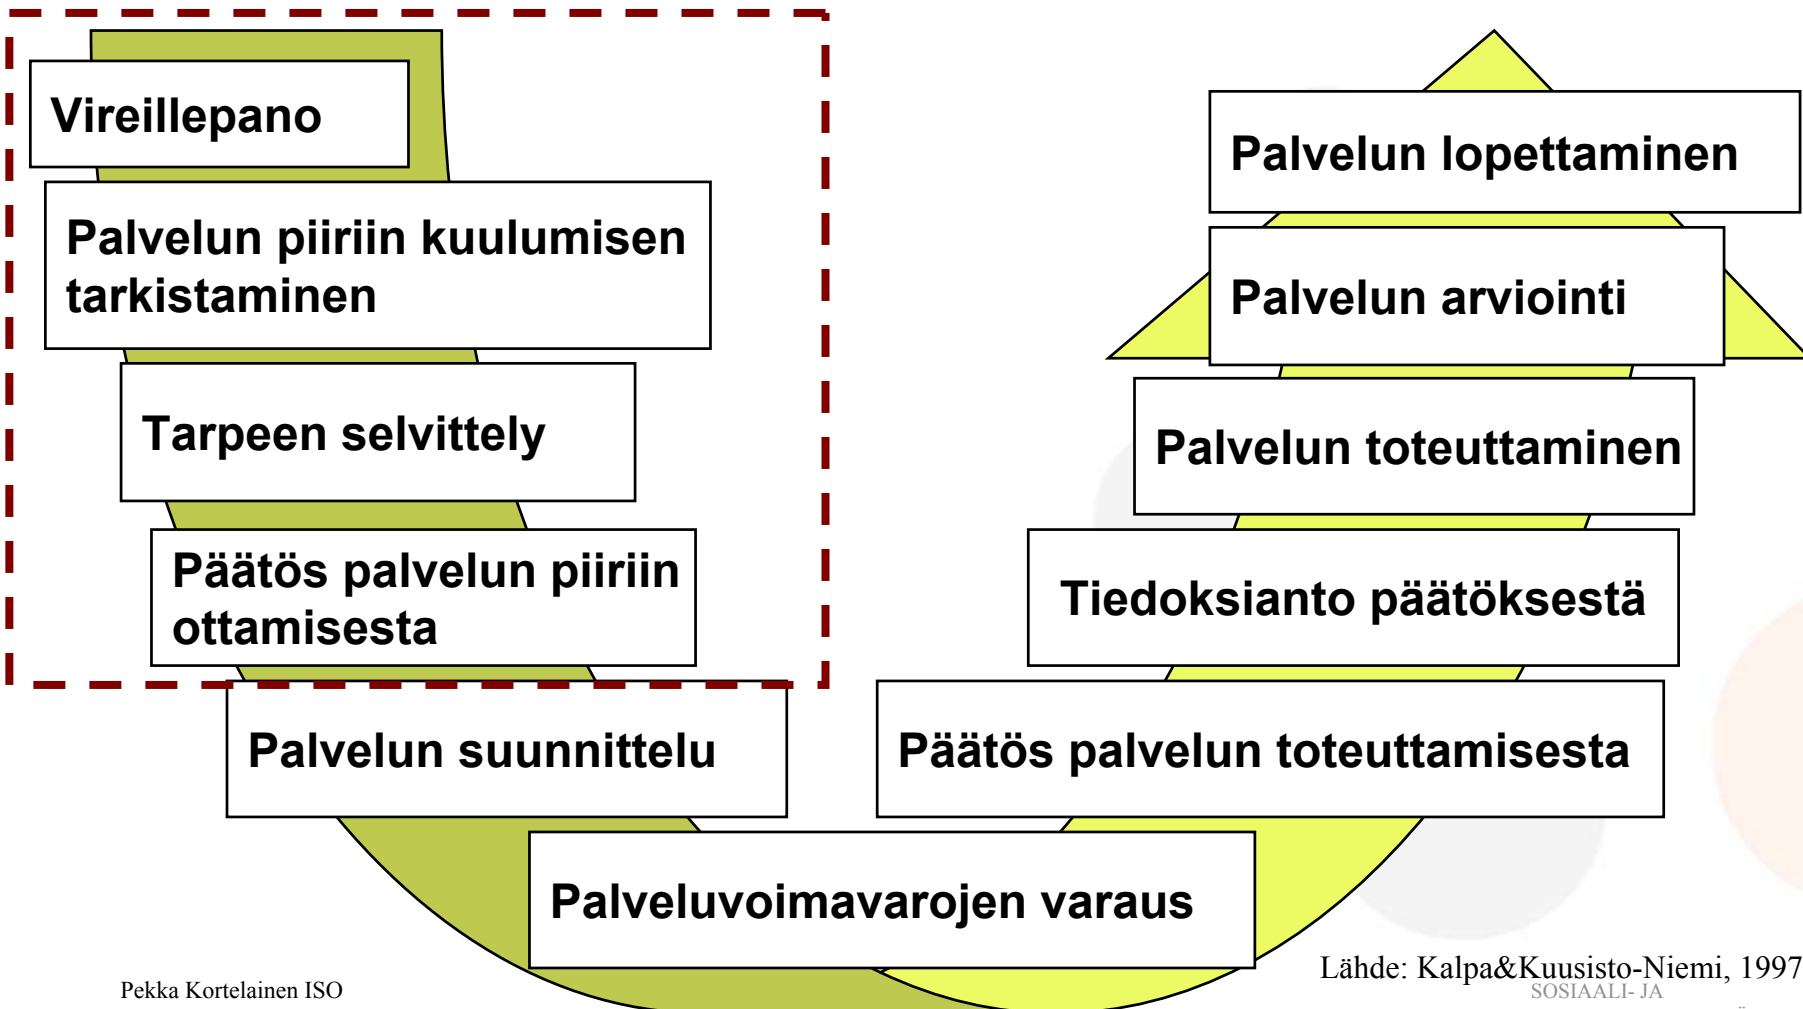 Vireillepano
Palvelun piiriin kuulumisen
tarkistaminen
Tarpeen selvittely
Päätös palvelun piiriin
ottamisesta
Palvelun suunnittelu
Palveluvoimavarojen varaus
Päätös palvelun toteuttamisesta
Tiedoksianto päätöksestä
Palvelun toteuttaminen
Palvelun arviointi
Palvelun lopettaminen
Pekka Kortelainen ISO
Lähde: Kalpa&Kuusisto-Niemi, 1997
SOSIAALI- JA